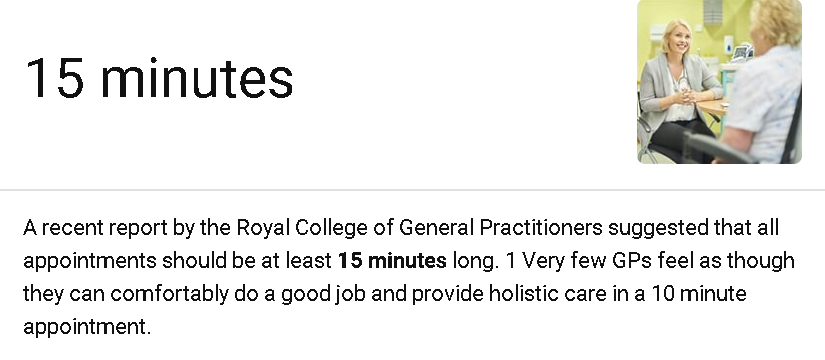 15 minutes
A recent report by the Royal College of General Practitioners suggested that all
appointments should be at least 15 minutes long. 1 Very few GPs feel as though
they can comfortably do a good job and provide holistic care in a 10 minute
appointment.